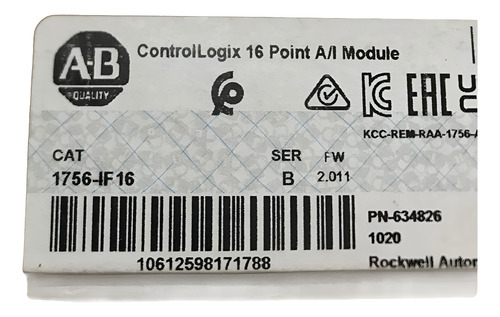 A-B
QUALITY
ControlLogix 16 Point A/I Module
EAC
KCC-REM-RAA-1756-
CAT
1756-IF16
SER
B
FW
2.011
PN-634826
1020
10612598171788
Rockwell